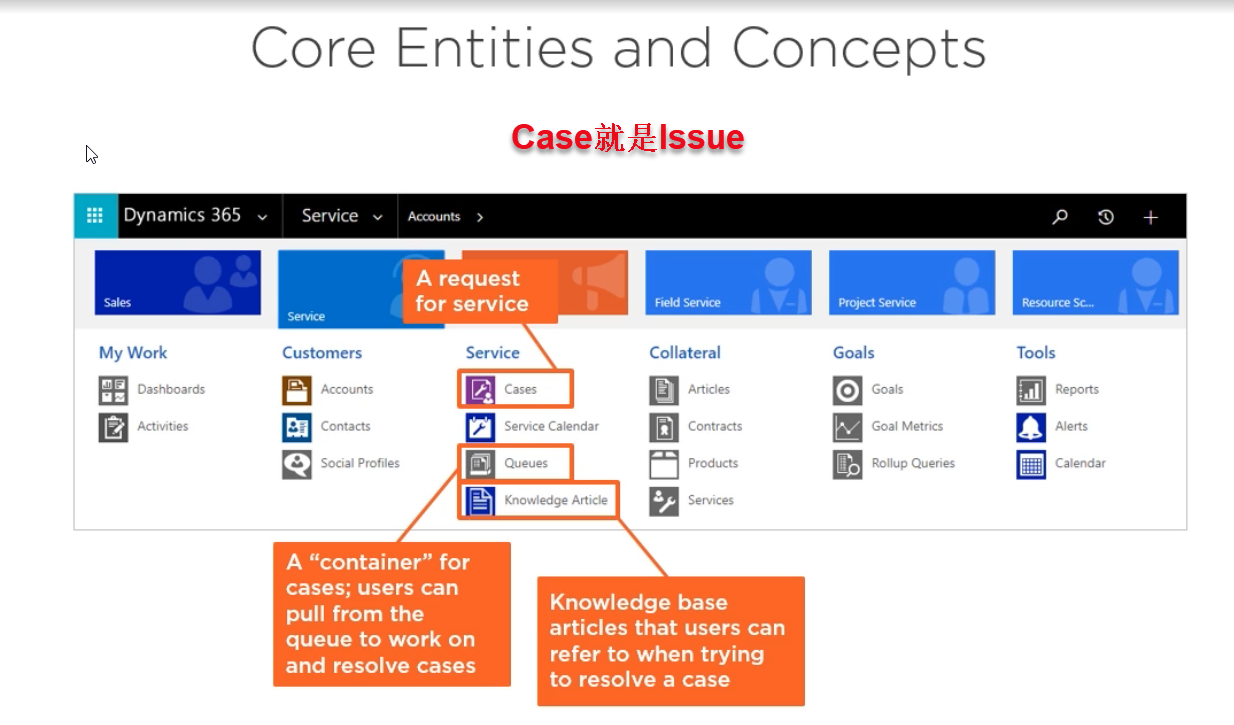 Core Entities and Concepts
Case就是Issue
Dynamics 365
Service
Accounts
Sales
Service
A request
for service
Field Service
Project Service
Resource Sc...
My Work
Dashboards
Activities
Customers
Accounts
Contacts
Social Profiles
Service
Cases
Service Calendar
Queues
Knowledge Article
Collateral
Articles
Contracts
Products
Services
Goals
Goals
Goal Metrics
Rollup Queries
Tools
Reports
Alerts
Calendar
A “container” for
cases; users can
pull from the
queue to work on
and resolve cases
Knowledge base
articles that users can
refer to when trying
to resolve a case